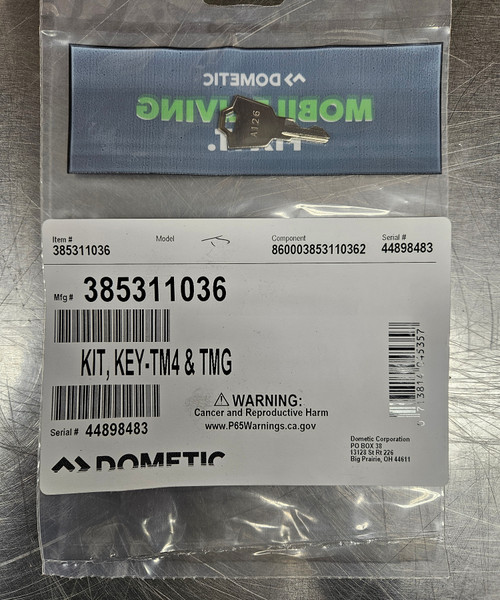 DOMETIC
MOBILE LIVING
A126
Item #
385311036
Model
Component
860003853110362
Serial #
44898483
Mfg # 385311036
KIT, KEY-TM4 & TMG
⚠ WARNING:
Cancer and Reproductive Harm
www.P65Warnings.ca.gov
Serial # 44898483
DOMETIC
Dometic Corporation
PO BOX 38
13128 St Rt 226
Big Prairie, OH 44611